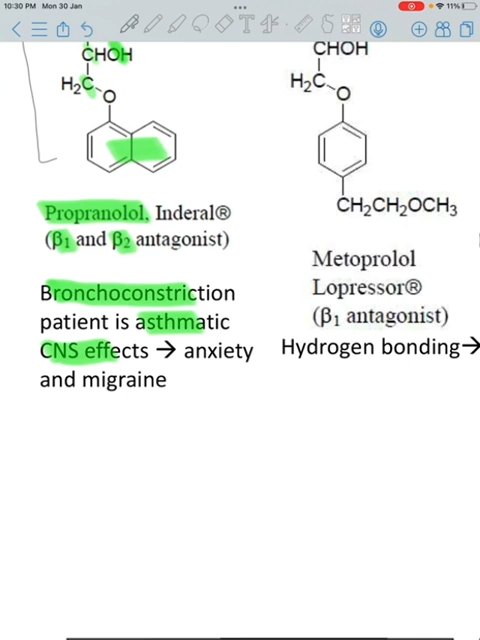 10:30 PM Mon 30 Jan
11%
CHOH
H₂C
O
Propranolol, Inderal®
(β₁ and β₂ antagonist)
Bronchoconstriction
patient is asthmatic
CNS effects → anxiety
and migraine
CHOH
H₂C
O
CH₂CH₂OCH₃
Metoprolol
Lopressor®
(β₁ antagonist)
Hydrogen bonding→